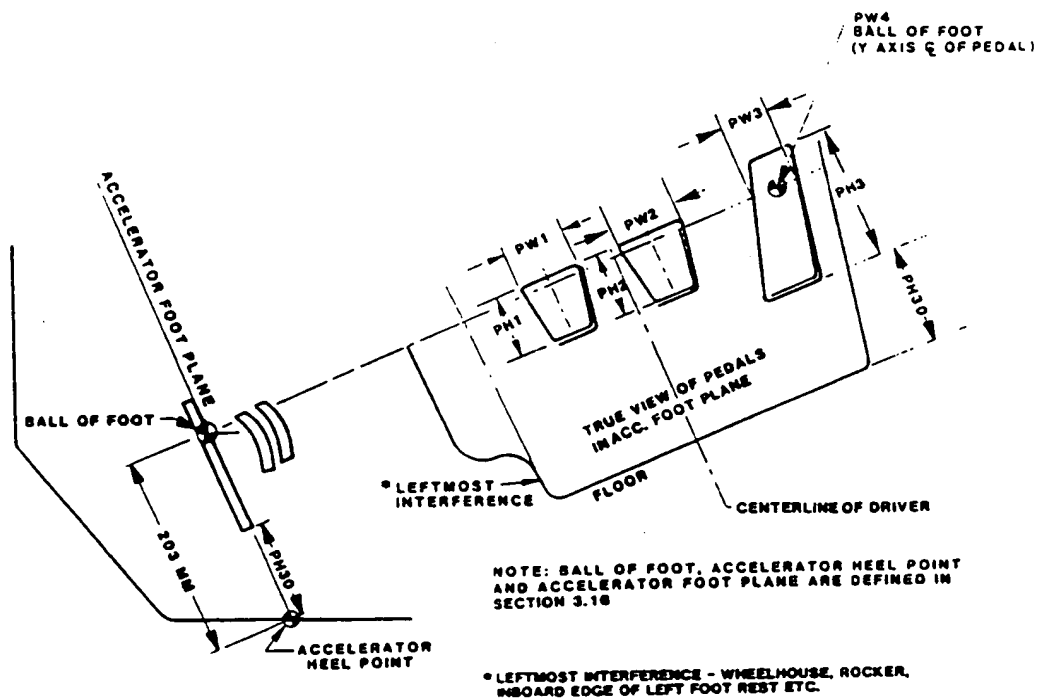 PW4
BALL OF FOOT
(Y AXIS ℄ OF PEDAL)
PW3
PH3
PW2
PW1
PH2
PH1
PH30
ACCELERATOR FOOT PLANE
BALL OF FOOT
TRUE VIEW OF PEDALS
IN ACC. FOOT PLANE
* LEFTMOST
INTERFERENCE
FLOOR
CENTERLINE OF DRIVER
203 MM
PH30
ACCELERATOR
HEEL POINT
NOTE: BALL OF FOOT, ACCELERATOR HEEL POINT
AND ACCELERATOR FOOT PLANE ARE DEFINED IN
SECTION 3.16
* LEFTMOST INTERFERENCE - WHEELHOUSE, ROCKER,
INBOARD EDGE OF LEFT FOOT REST ETC.